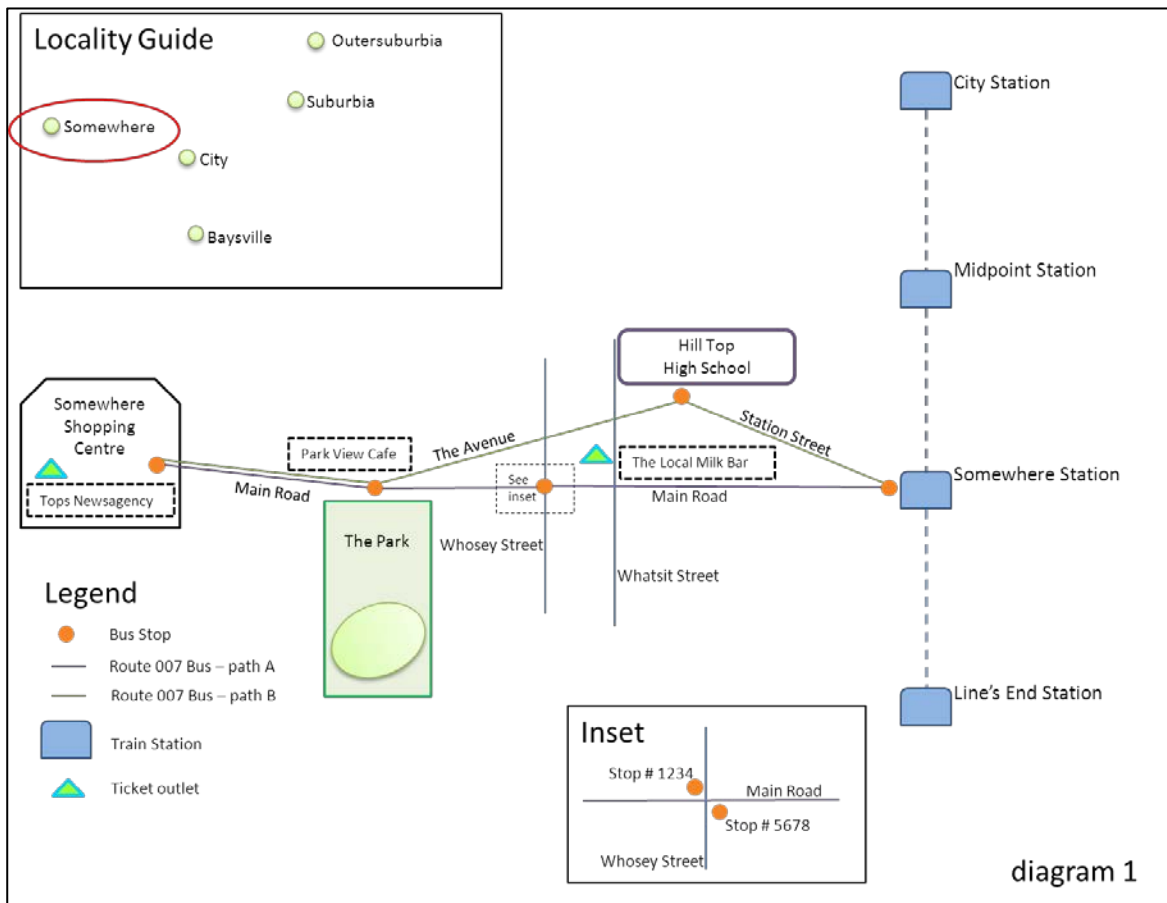 Locality Guide
Outersuburbia
Suburbia
Somewhere
City
Baysville
City Station
Midpoint Station
Somewhere Station
Line's End Station
Hill Top
High School
Somewhere
Shopping
Centre
Tops Newsagency
Park View Cafe
The Avenue
Station Street
The Local Milk Bar
See
inset
Main Road
Main Road
The Park
Whosey Street
Whatsit Street
Legend
Bus Stop
Route 007 Bus – path A
Route 007 Bus – path B
Train Station
Ticket outlet
Inset
Stop # 1234
Main Road
Stop # 5678
Whosey Street
diagram 1